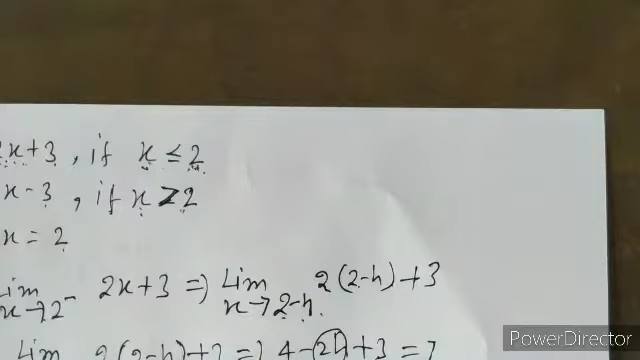 2x+3 , if x ≤ 2
x-3 , if x > 2
x = 2
Lim x→2⁻ 2x+3 ⇒ Lim x→2-h 2(2-h)+3
Lim 2(2-h)+3 ⇒ 4-2h+3 = 7
PowerDirector